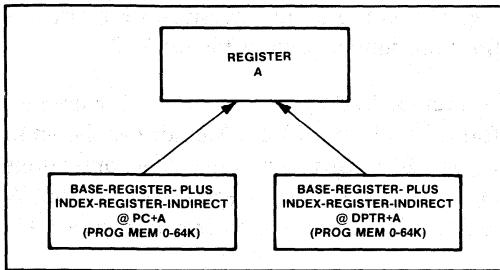 REGISTER
A
BASE-REGISTER- PLUS
INDEX-REGISTER-INDIRECT
@ PC+A
(PROG MEM 0-64K)
BASE-REGISTER- PLUS
INDEX-REGISTER-INDIRECT
@ DPTR+A
(PROG MEM 0-64K)